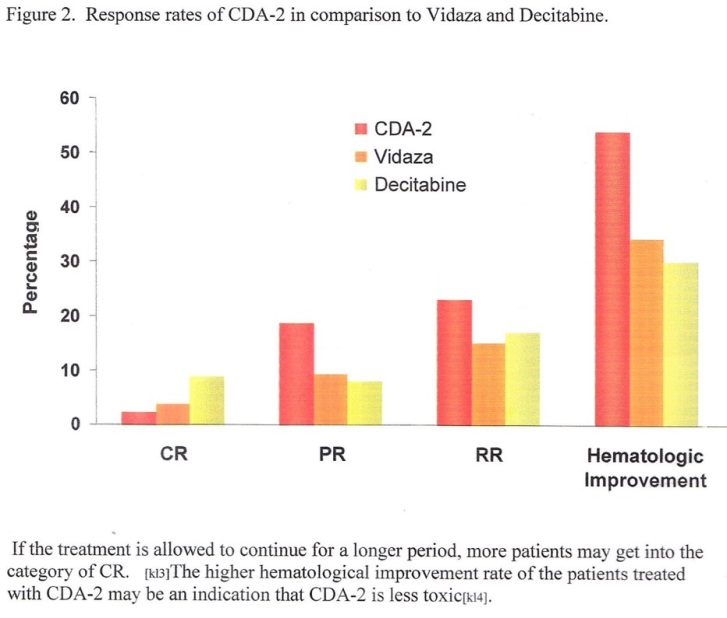 Figure 2.  Response rates of CDA-2 in comparison to Vidaza and Decitabine.
60
50
40
30
20
10
0
Percentage
CDA-2
Vidaza
Decitabine
CR
PR
RR
Hematologic
Improvement
If the treatment is allowed to continue for a longer period, more patients may get into the
category of CR.  [kl3]The higher hematological improvement rate of the patients treated
with CDA-2 may be an indication that CDA-2 is less toxic[kl4].